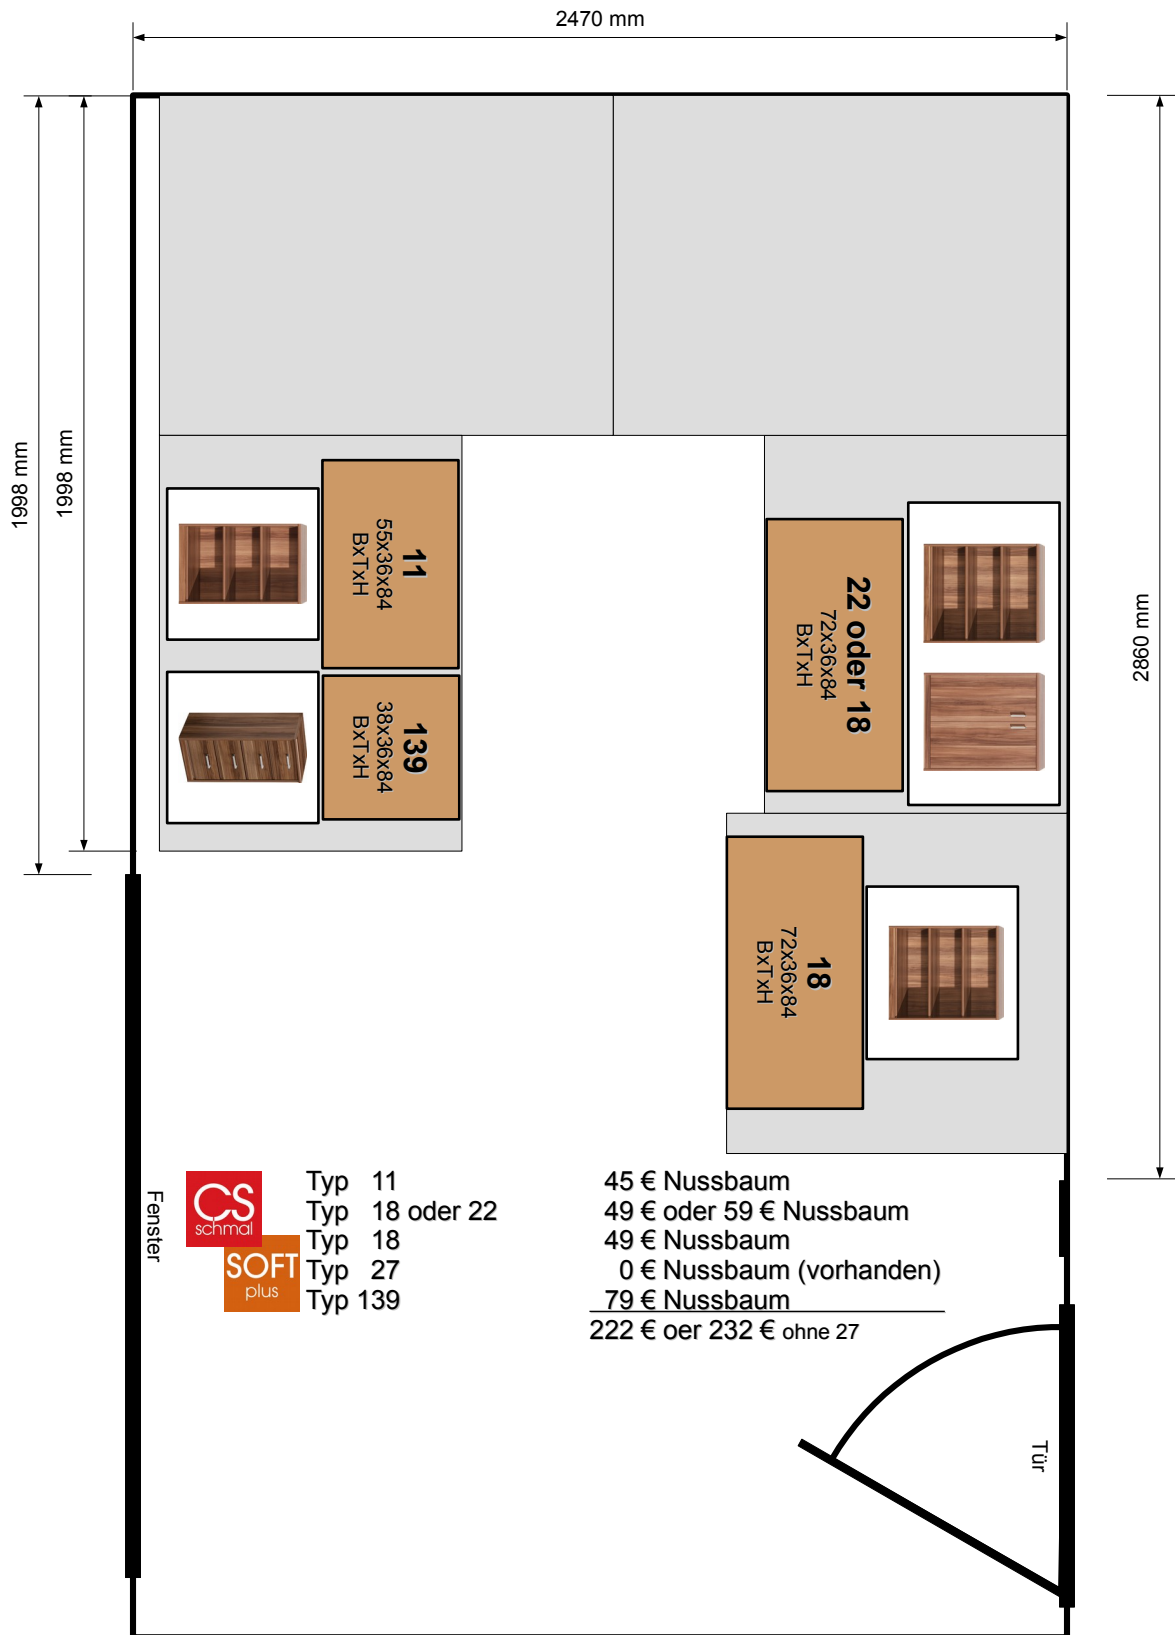 2470 mm
1998 mm
1998 mm
2860 mm
11
55x36x84
BxTxH
139
38x36x84
BxTxH
22 oder 18
72x36x84
BxTxH
18
72x36x84
BxTxH
Fenster
CS
schmal
SOFT
plus
Typ 11 45 € Nussbaum
Typ 18 oder 22 49 € oder 59 € Nussbaum
Typ 18 49 € Nussbaum
Typ 27 0 € Nussbaum (vorhanden)
Typ 139 79 € Nussbaum
222 € oer 232 € ohne 27
Tür